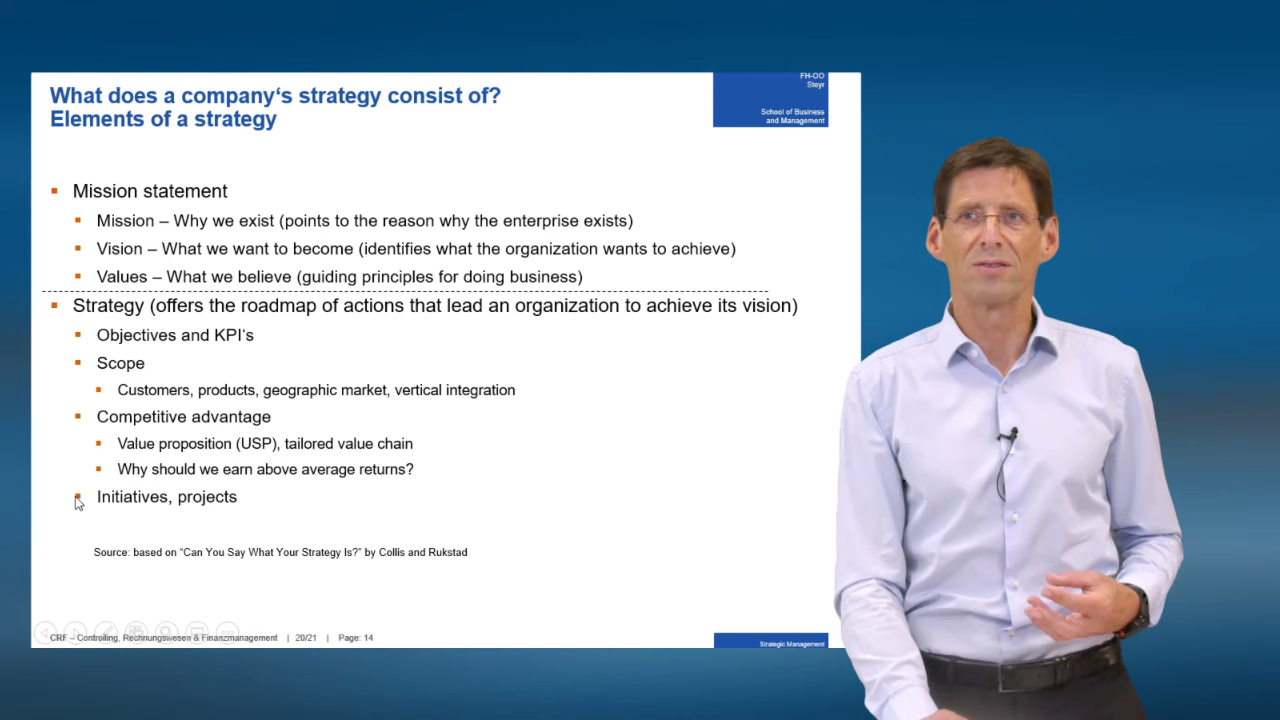 What does a company‘s strategy consist of?
Elements of a strategy
FH-OO
Steyr
School of Business
and Management
Mission statement
Mission – Why we exist (points to the reason why the enterprise exists)
Vision – What we want to become (identifies what the organization wants to achieve)
Values – What we believe (guiding principles for doing business)
Strategy (offers the roadmap of actions that lead an organization to achieve its vision)
Objectives and KPI‘s
Scope
Customers, products, geographic market, vertical integration
Competitive advantage
Value proposition (USP), tailored value chain
Why should we earn above average returns?
Initiatives, projects
Source: based on “Can You Say What Your Strategy Is?” by Collis and Rukstad
CRF – Controlling, Rechnungswesen & Finanzmanagement | 20/21 | Page: 14
Strategic Management